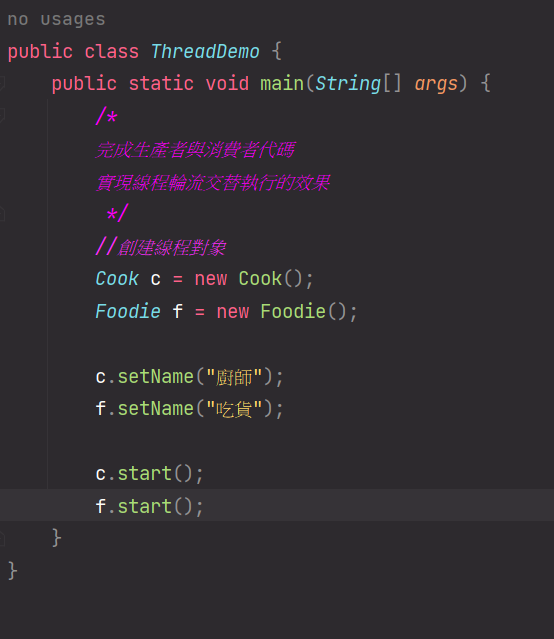 no usages
public class ThreadDemo {
    public static void main(String[] args) {
        /*
        完成生產者與消費者代碼
        實現線程輪流交替執行的效果
         */
        //創建線程對象
        Cook c = new Cook();
        Foodie f = new Foodie();

        c.setName("廚師");
        f.setName("吃貨");

        c.start();
        f.start();
    }
}